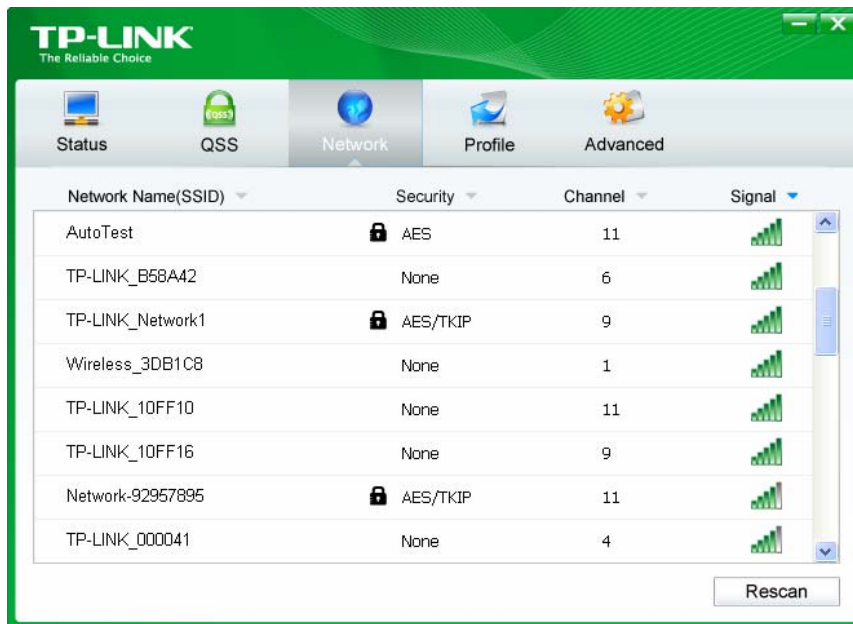 TP-LINK
The Reliable Choice
Status QSS Network Profile Advanced
Network Name(SSID) Security Channel Signal
AutoTest AES 11
TP-LINK_B58A42 None 6
TP-LINK_Network1 AES/TKIP 9
Wireless_3DB1C8 None 1
TP-LINK_10FF10 None 11
TP-LINK_10FF16 None 9
Network-92957895 AES/TKIP 11
TP-LINK_000041 None 4
Rescan